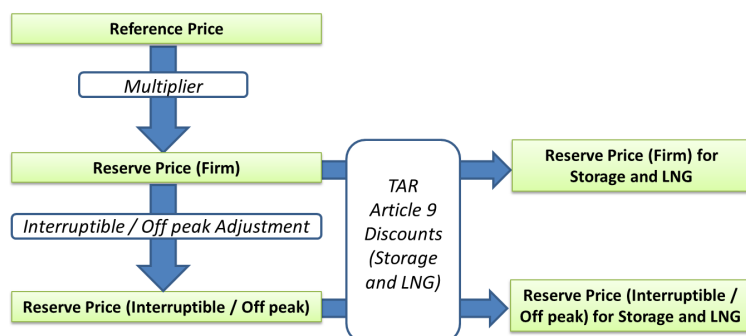 Reference Price
Multiplier
Reserve Price (Firm)
Interruptible / Off peak Adjustment
Reserve Price (Interruptible / Off peak)
TAR
Article 9
Discounts
(Storage
and LNG)
Reserve Price (Firm) for
Storage and LNG
Reserve Price (Interruptible /
Off peak) for Storage and LNG